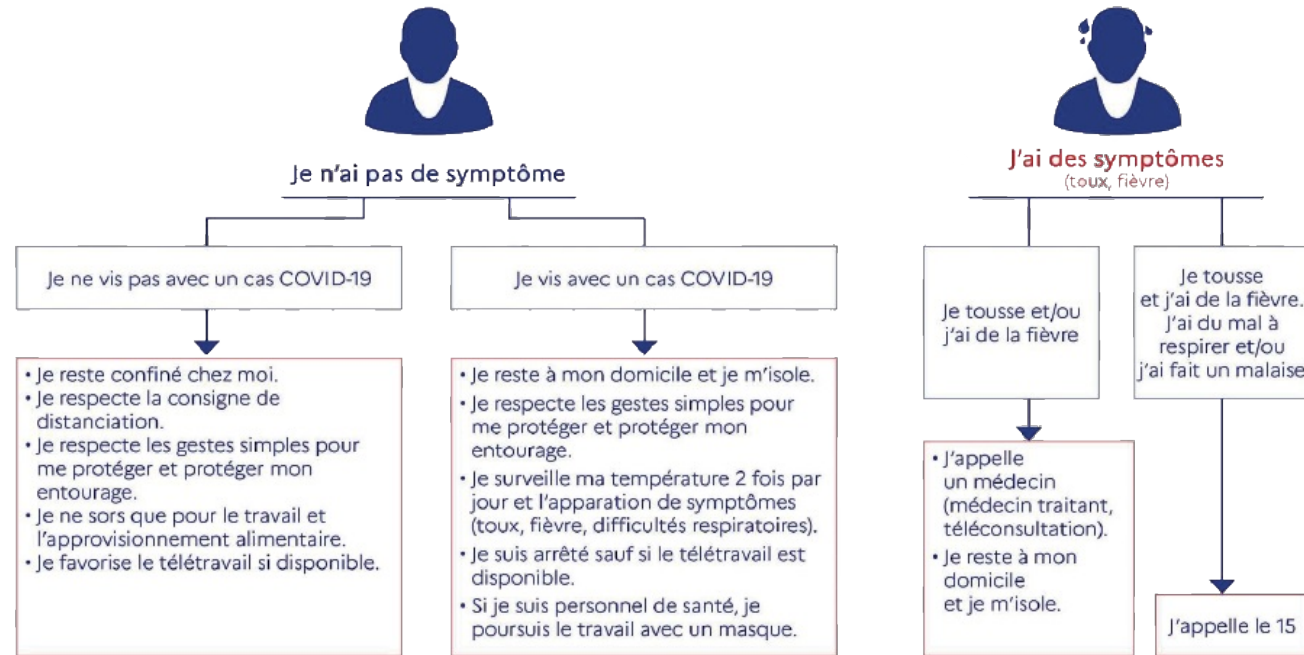 Je n'ai pas de symptôme
J'ai des symptômes
(toux, fièvre)
Je ne vis pas avec un cas COVID-19
Je vis avec un cas COVID-19
Je tousse et/ou
j'ai de la fièvre
Je tousse
et j'ai de la fièvre.
J'ai du mal à
respirer et/ou
j'ai fait un malaise
• Je reste confiné chez moi.
• Je respecte la consigne de
distanciation.
• Je respecte les gestes simples pour
me protéger et protéger mon
entourage.
• Je ne sors que pour le travail et
l'approvisionnement alimentaire.
• Je favorise le télétravail si disponible.
• Je reste à mon domicile et je m'isole.
• Je respecte les gestes simples pour
me protéger et protéger mon
entourage.
• Je surveille ma température 2 fois par
jour et l'apparation de symptômes
(toux, fièvre, difficultés respiratoires).
• Je suis arrêté sauf si le télétravail est
disponible.
• Si je suis personnel de santé, je
poursuis le travail avec un masque.
• J'appelle
un médecin
(médecin traitant,
téléconsultation).
• Je reste à mon
domicile
et je m'isole.
J'appelle le 15